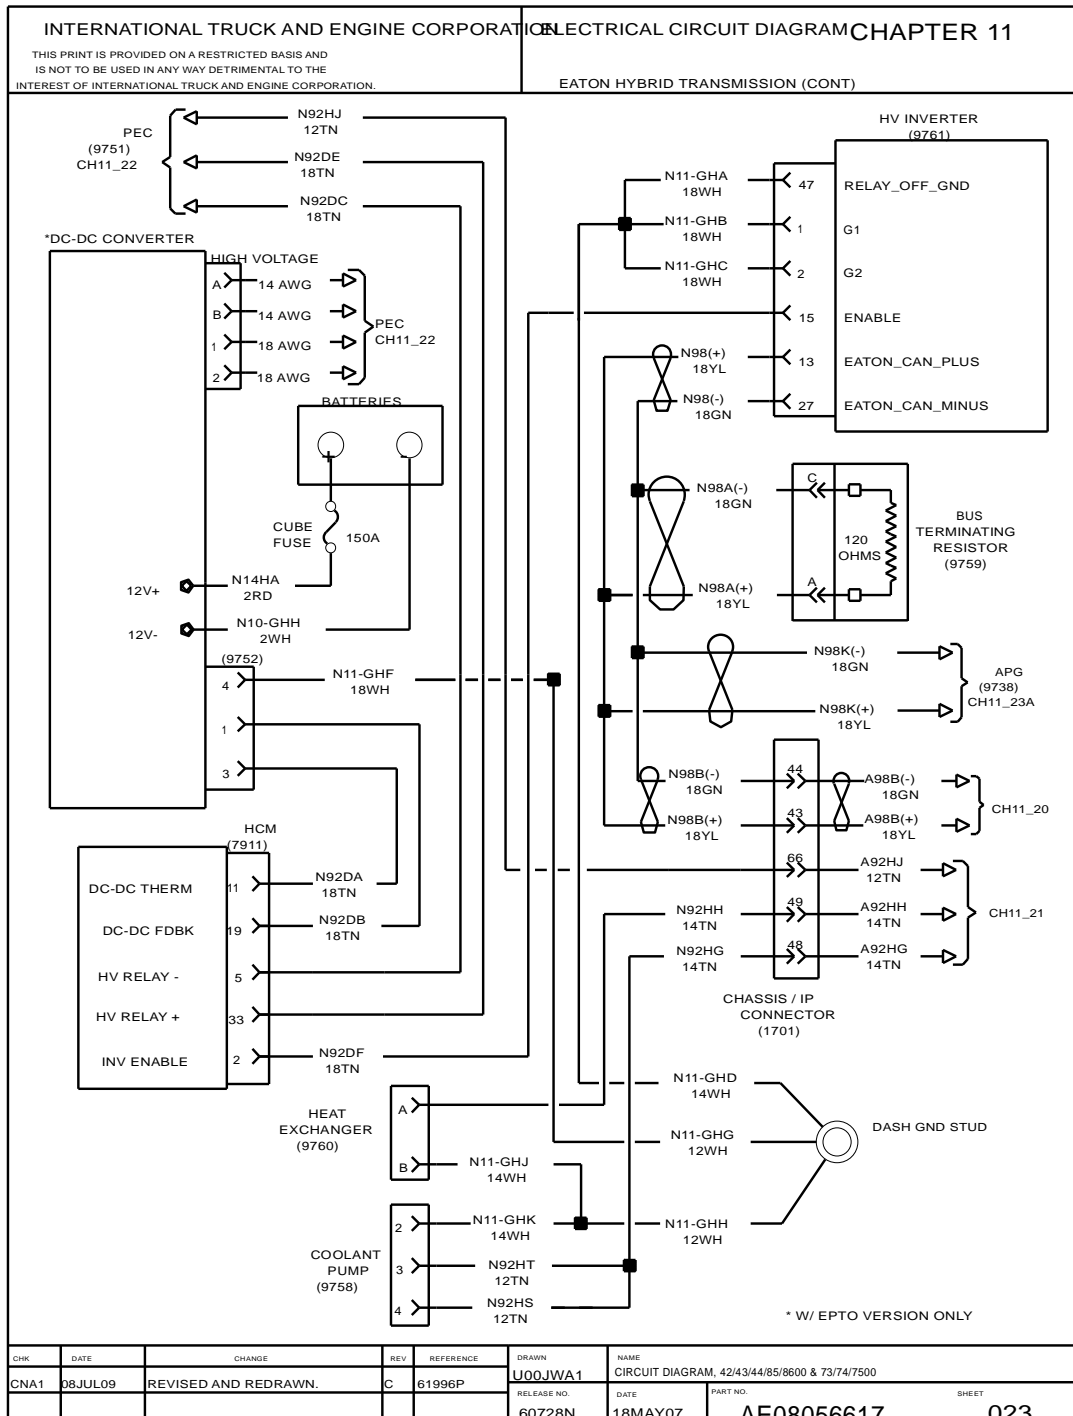 INTERNATIONAL TRUCK AND ENGINE CORPORATION
ELECTRICAL CIRCUIT DIAGRAM CHAPTER 11
THIS PRINT IS PROVIDED ON A RESTRICTED BASIS AND
IS NOT TO BE USED IN ANY WAY DETRIMENTAL TO THE
INTEREST OF INTERNATIONAL TRUCK AND ENGINE CORPORATION.
EATON HYBRID TRANSMISSION (CONT)
PEC
(9751)
CH11_22
N92HJ
12TN
N92DE
18TN
N92DC
18TN
HV INVERTER
(9761)
N11-GHA
18WH
47
RELAY_OFF_GND
N11-GHB
18WH
1
G1
N11-GHC
18WH
2
G2
15
ENABLE
N98(+)
18YL
13
EATON_CAN_PLUS
N98(-)
18GN
27
EATON_CAN_MINUS
*DC-DC CONVERTER
HIGH VOLTAGE
A
14 AWG
B
14 AWG
1
18 AWG
2
18 AWG
PEC
CH11_22
BATTERIES
+
-
CUBE
FUSE
150A
12V+
N14HA
2RD
12V-
N10-GHH
2WH
(9752)
4
N11-GHF
18WH
1
3
N98A(-)
18GN
C
120
OHMS
A
N98A(+)
18YL
BUS
TERMINATING
RESISTOR
(9759)
N98K(-)
18GN
N98K(+)
18YL
APG
(9738)
CH11_23A
N98B(-)
18GN
44
A98B(-)
18GN
N98B(+)
18YL
43
A98B(+)
18YL
CH11_20
66
A92HJ
12TN
N92HH
14TN
49
A92HH
14TN
N92HG
14TN
48
A92HG
14TN
CH11_21
CHASSIS / IP
CONNECTOR
(1701)
HCM
(7911)
DC-DC THERM
11
N92DA
18TN
DC-DC FDBK
19
N92DB
18TN
HV RELAY -
5
HV RELAY +
33
INV ENABLE
2
N92DF
18TN
HEAT
EXCHANGER
(9760)
A
B
N11-GHJ
14WH
N11-GHD
14WH
N11-GHG
12WH
N11-GHH
12WH
DASH GND STUD
COOLANT
PUMP
(9758)
2
N11-GHK
14WH
3
N92HT
12TN
4
N92HS
12TN
* W/ EPTO VERSION ONLY
CHK DATE CHANGE REV REFERENCE
CNA1 08JUL09 REVISED AND REDRAWN. C 61996P
DRAWN
U00JWA1
NAME
CIRCUIT DIAGRAM, 42/43/44/85/8600 & 73/74/7500
RELEASE NO.
60728N
DATE
18MAY07
PART NO.
AE08056617
SHEET
023